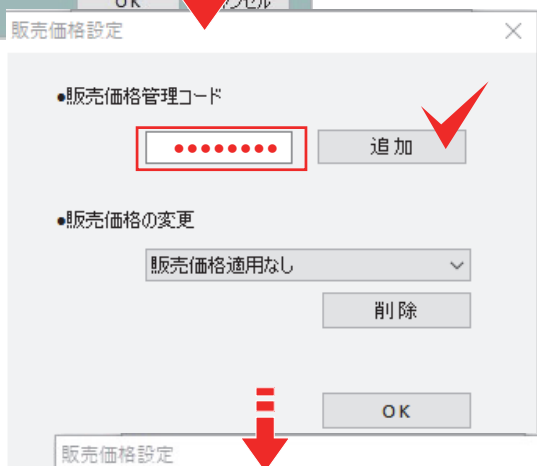 OK キャンセル
販売価格設定
●販売価格管理コード
●●●●●●●● 追加
●販売価格の変更
販売価格適用なし
削除
OK
販売価格設定